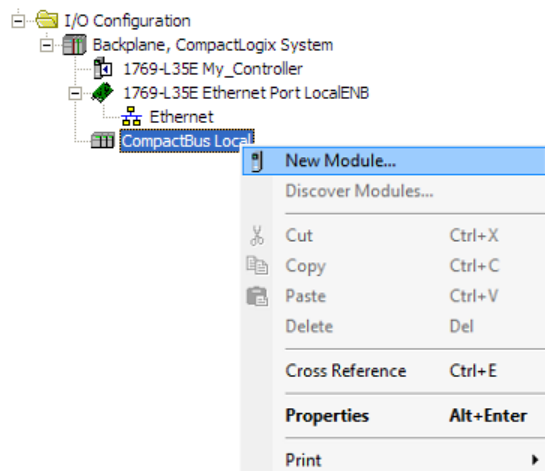 I/O Configuration
Backplane, CompactLogix System
1769-L35E My_Controller
1769-L35E Ethernet Port LocalENB
Ethernet
CompactBus Local
New Module...
Discover Modules...
Cut Ctrl+X
Copy Ctrl+C
Paste Ctrl+V
Delete Del
Cross Reference Ctrl+E
Properties Alt+Enter
Print